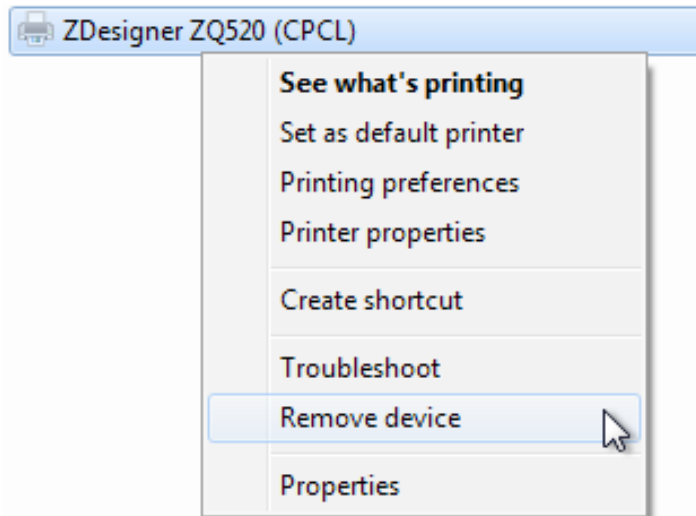 ZDesigner ZQ520 (CPCL)
See what's printing
Set as default printer
Printing preferences
Printer properties
Create shortcut
Troubleshoot
Remove device
Properties